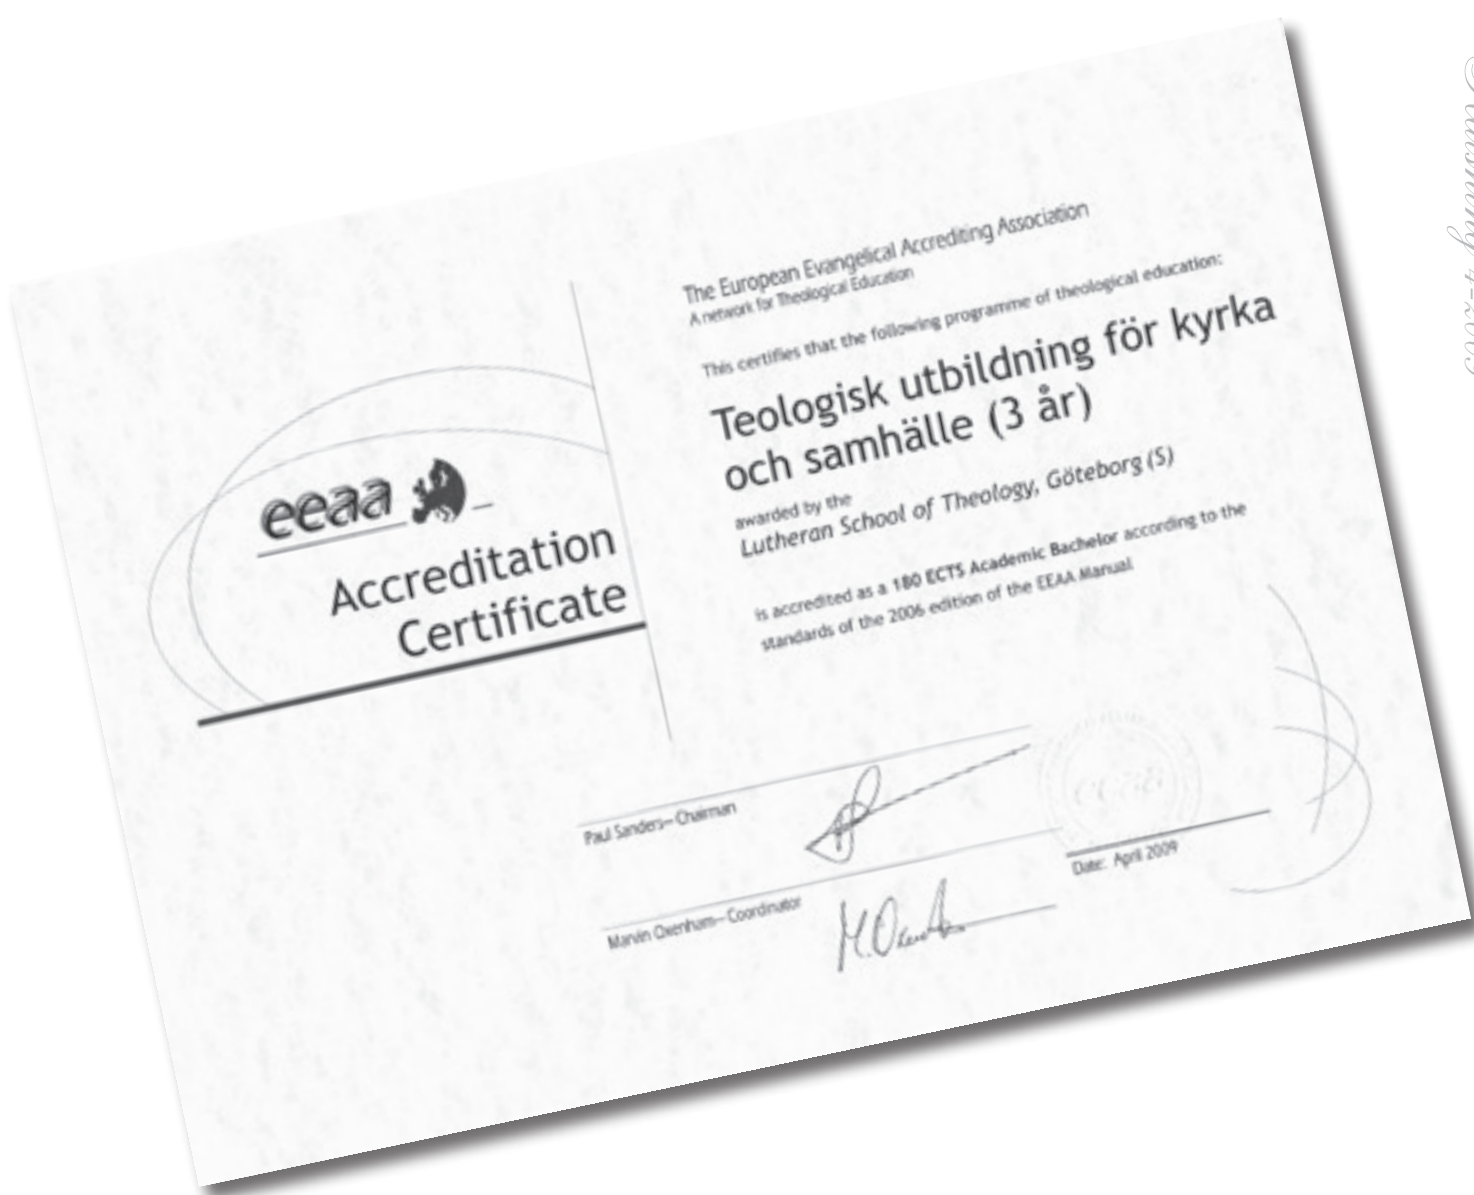 eeaa
Accreditation
Certificate
The European Evangelical Accrediting Association
A network for Theological Education
This certifies that the following programme of theological education:
Teologisk utbildning för kyrka
och samhälle (3 år)
awarded by the
Lutheran School of Theology, Göteborg (S)
is accredited as a 180 ECTS Academic Bachelor according to the
standards of the 2006 edition of the EEAA Manual
Paul Sanders—Chairman
Marvin Oxenham—Coordinator
M.Oxenham
eeaa
Date: April 2009